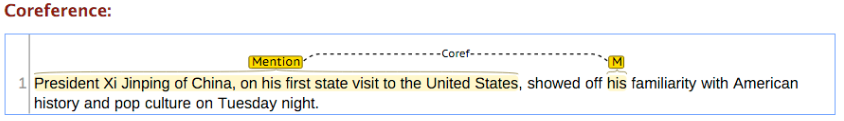 Coreference:
Mention Coref M
1 President Xi Jinping of China, on his first state visit to the United States, showed off his familiarity with American
history and pop culture on Tuesday night.